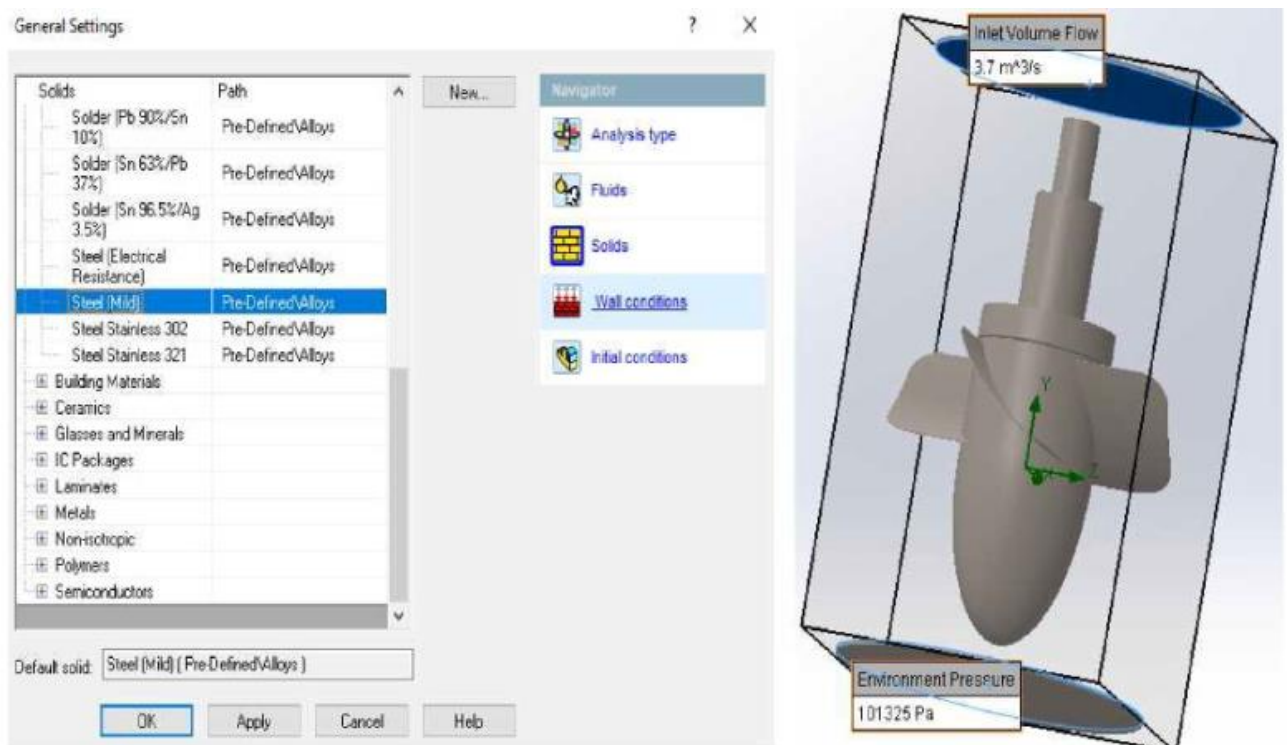 General Settings
? X
Solids Path
Solder (Pb 90%/Sn
10%) Pre-Defined\Alloys
Solder (Sn 63%/Pb
37%) Pre-Defined\Alloys
Solder (Sn 96.5%/Ag
3.5%) Pre-Defined\Alloys
Steel (Electrical
Resistance) Pre-Defined\Alloys
Steel (Mild) Pre-Defined\Alloys
Steel Stainless 302 Pre-Defined\Alloys
Steel Stainless 321 Pre-Defined\Alloys
Building Materials
Ceramics
Glasses and Minerals
IC Packages
Laminates
Metals
Non-isotropic
Polymers
Semiconductors
Default solid: Steel (Mild) ( Pre-Defined\Alloys )
OK Apply Cancel Help
New...
Navigator
Analysis type
Fluids
Solids
Wall conditions
Initial conditions
Inlet Volume Flow
3.7 m^3/s
Y
X Z
Environment Pressure
101325 Pa